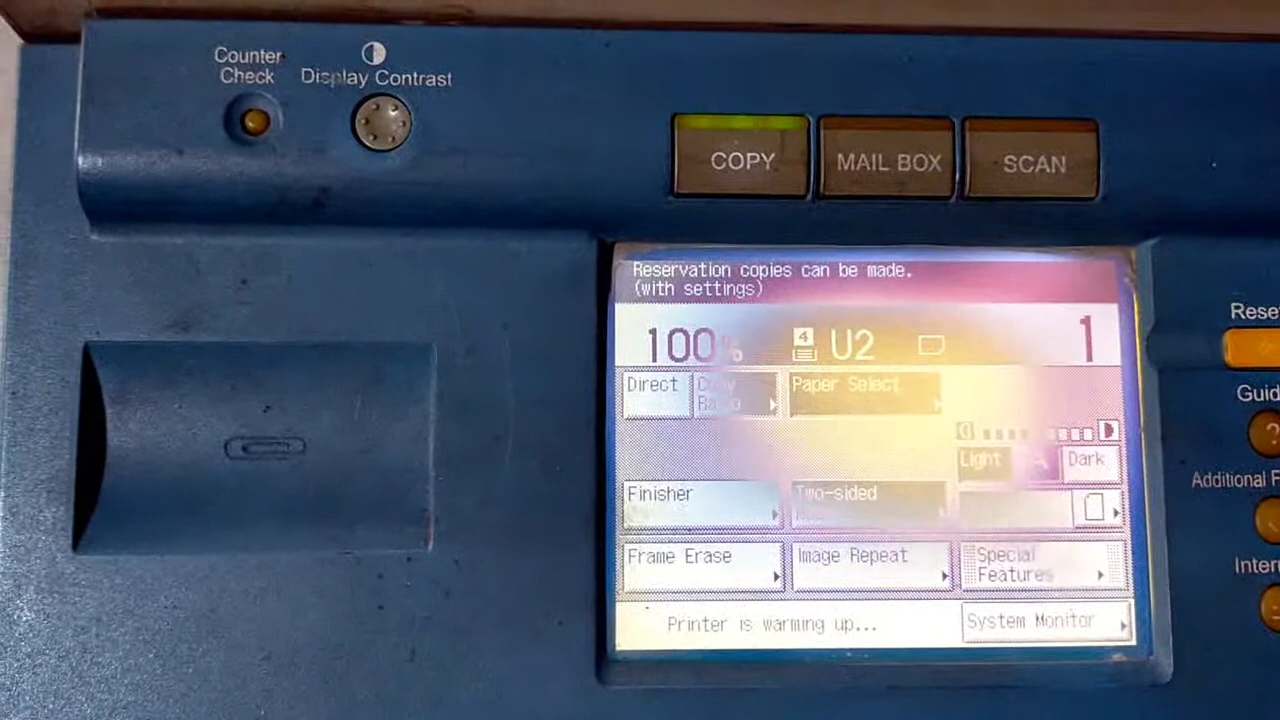 Counter
Check
Display Contrast
COPY
MAIL BOX
SCAN
Reservation copies can be made.
(with settings)
100%
4
U2
1
Direct
Copy
Ratio
Paper Select
Light
A
Dark
Finisher
Two-sided
Frame Erase
Image Repeat
Special
Features
Printer is warming up...
System Monitor
Rese
Guid
?
Additional F
Inter